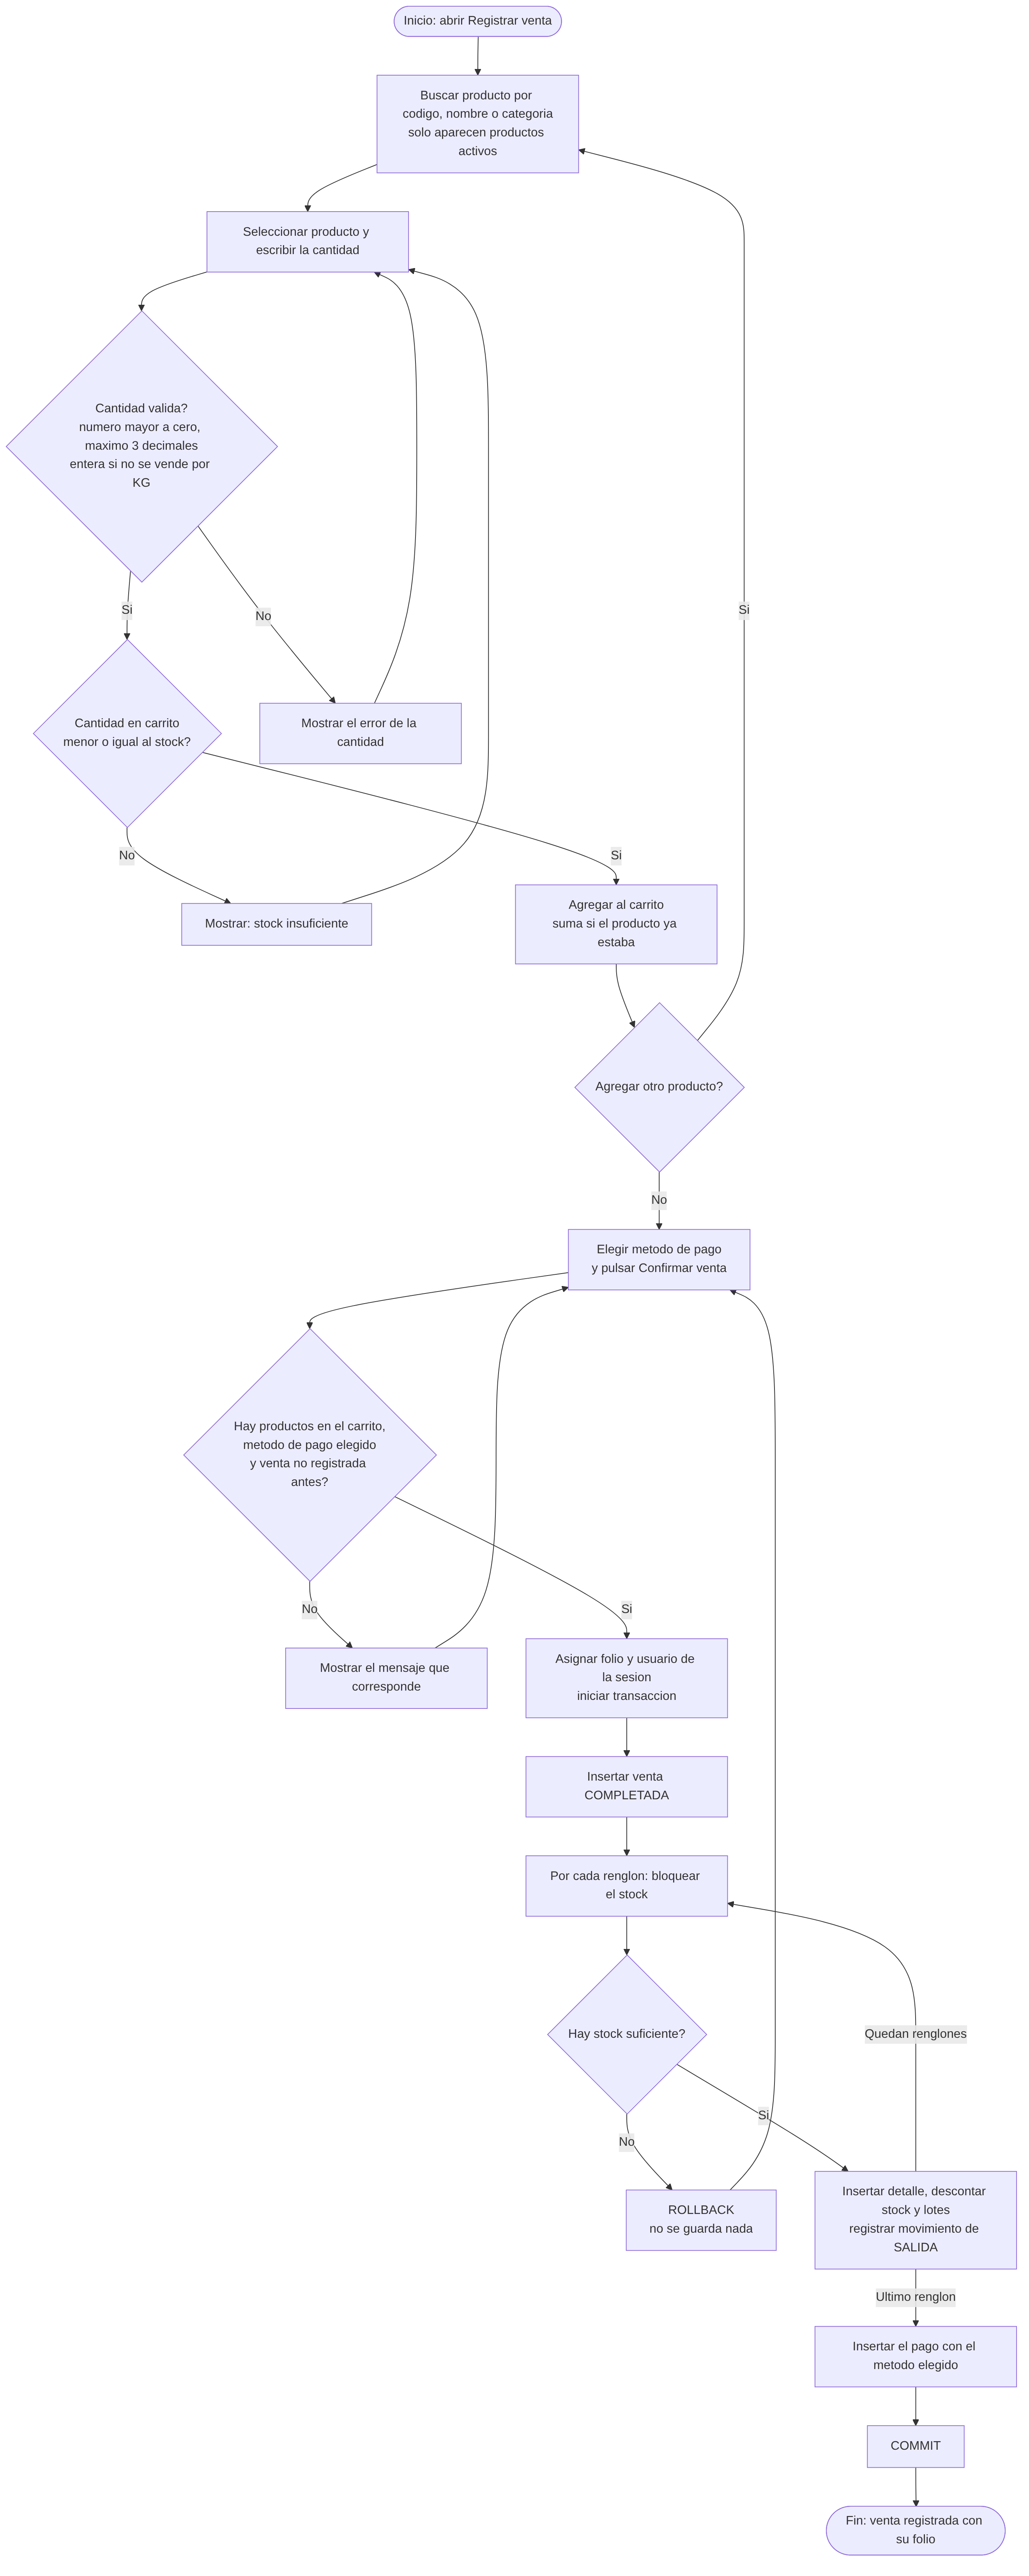 Inicio: abrir Registrar venta
Buscar producto por
codigo, nombre o categoria
solo aparecen productos
activos
Seleccionar producto y
escribir la cantidad
Cantidad valida?
numero mayor a cero,
maximo 3 decimales
entera si no se vende por
KG
Si
No
Si
Mostrar el error de la
cantidad
Cantidad en carrito
menor o igual al stock?
No
Si
Mostrar: stock insuficiente
Agregar al carrito
suma si el producto ya
estaba
Agregar otro producto?
No
Elegir metodo de pago
y pulsar Confirmar venta
Hay productos en el carrito,
metodo de pago elegido
y venta no registrada
antes?
No
Si
Mostrar el mensaje que
corresponde
Asignar folio y usuario de
la sesion
iniciar transaccion
Insertar venta
COMPLETADA
Por cada renglon: bloquear
el stock
Hay stock suficiente?
Quedan renglones
Si
No
ROLLBACK
no se guarda nada
Insertar detalle, descontar
stock y lotes
registrar movimiento de
SALIDA
Ultimo renglon
Insertar el pago con el
metodo elegido
COMMIT
Fin: venta registrada con
su folio